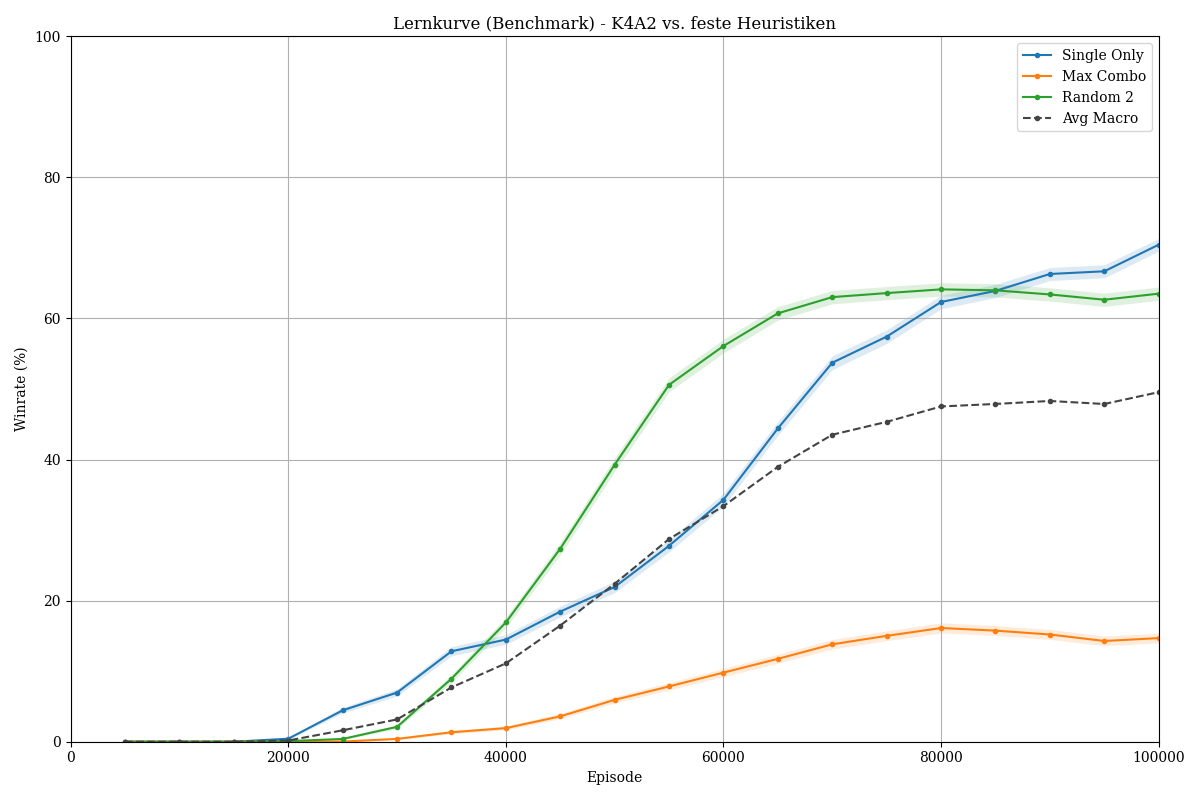 Lernkurve (Benchmark) - K4A2 vs. feste Heuristiken
100
80
60
40
20
0
Winrate (%)
Single Only
Max Combo
Random 2
Avg Macro
0 20000 40000 60000 80000 100000
Episode